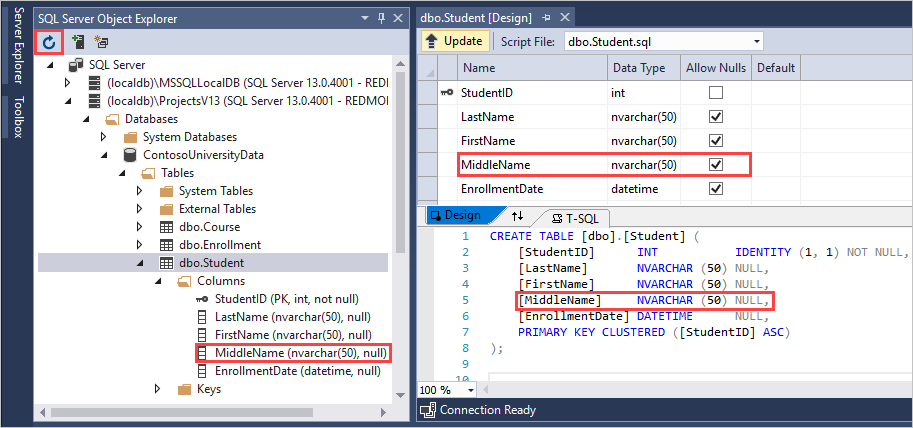 Server Explorer
Toolbox
SQL Server Object Explorer
SQL Server
(localdb)\MSSQLLocalDB (SQL Server 13.0.4001 - REDMON
(localdb)\ProjectsV13 (SQL Server 13.0.4001 - REDMO
Databases
System Databases
ContosoUniversityData
Tables
System Tables
External Tables
dbo.Course
dbo.Enrollment
dbo.Student
Columns
StudentID (PK, int, not null)
LastName (nvarchar(50), null)
FirstName (nvarchar(50), null)
MiddleName (nvarchar(50), null)
EnrollmentDate (datetime, null)
Keys
dbo.Student [Design]
Update Script File: dbo.Student.sql
Name Data Type Allow Nulls Default
StudentID int
LastName nvarchar(50)
FirstName nvarchar(50)
MiddleName nvarchar(50)
EnrollmentDate datetime
Design T-SQL
1 CREATE TABLE [dbo].[Student] (
2 [StudentID] INT IDENTITY (1, 1) NOT NULL,
3 [LastName] NVARCHAR (50) NULL,
4 [FirstName] NVARCHAR (50) NULL,
5 [MiddleName] NVARCHAR (50) NULL,
6 [EnrollmentDate] DATETIME NULL,
7 PRIMARY KEY CLUSTERED ([StudentID] ASC)
8 );
9
10
100 %
Connection Ready